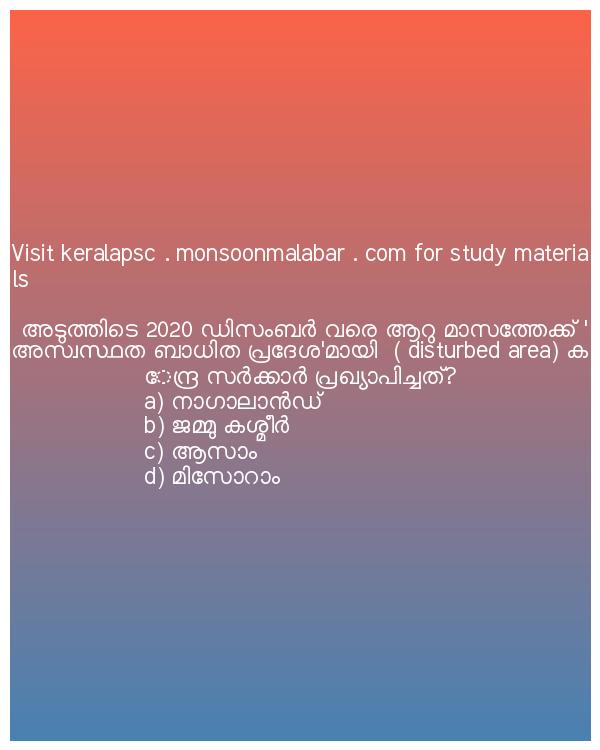 Visit keralapsc . monsoonmalabar . com for study materia
ls
അടുത്തിടെ 2020 ഡിസംബർ വരെ ആറു മാസത്തേക്ക് '
അസ്വസ്ഥത ബാധിത പ്രദേശ'മായി ( disturbed area) ക
േന്ദ്ര സർക്കാർ പ്രഖ്യാപിച്ചത്?
a) നാഗാലാൻഡ്
b) ജമ്മു കശ്മീർ
c) ആസാം
d) മിസോറാം